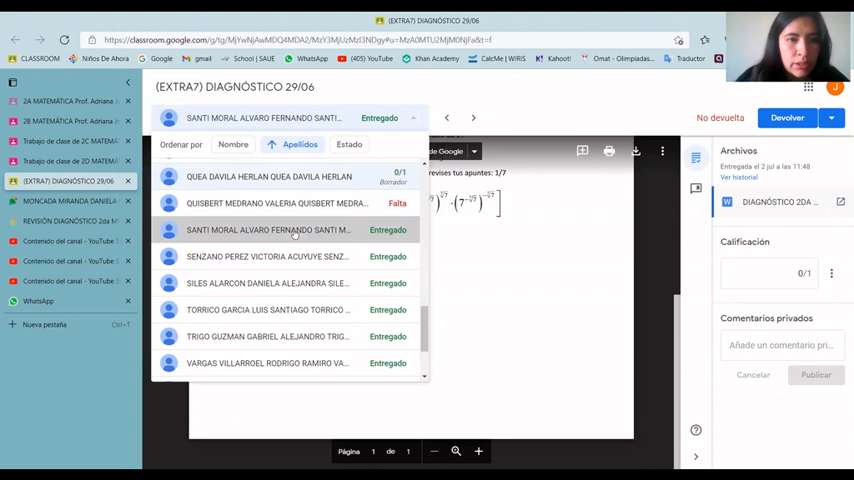 (EXTRA7) DIAGNÓSTICO 29/06
https://classroom.google.com/g/tg/
CLASSROOM
Niños De Ahora
Google
gmail
School | SAUE
WhatsApp
(405) YouTube
Khan Academy
CalcMe | WIRIS
Kahoot!
Omat - Olimpiadas...
Traductor
2A MATEMÁTICA Prof. Adriana Jo
2B MATEMÁTICA Prof. Adriana Jo
Trabajo de clase de 2C MATEMÁ
Trabajo de clase de 2D MATEMÁ
(EXTRA7) DIAGNÓSTICO 29/06
MONCADA MIRANDA DANIELA
REVISIÓN DIAGNÓSTICO 2da M
Contenido del canal - YouTube S
Contenido del canal - YouTube S
Contenido del canal - YouTube S
WhatsApp
Nueva pestaña
Ctrl+T
(EXTRA7) DIAGNÓSTICO 29/06
J
SANTI MORAL ALVARO FERNANDO SANTI... Entregado
No devuelta
Devolver
Ordenar por
Nombre
Apellidos
Estado
QUEA DAVILA HERLAN QUEA DAVILA HERLAN 0/1
Borrador
QUISBERT MEDRANO VALERIA QUISBERT MEDRA... Falta
SANTI MORAL ALVARO FERNANDO SANTI M... Entregado
SENZANO PEREZ VICTORIA ACUYUYE SENZ... Entregado
SILES ALARCON DANIELA ALEJANDRA SILE... Entregado
TORRICO GARCIA LUIS SANTIAGO TORRICO ... Entregado
TRIGO GUZMAN GABRIEL ALEJANDRO TRIG... Entregado
VARGAS VILLARROEL RODRIGO RAMIRO VA... Entregado
de Google
revises tus apuntes: 1/7
Página 1 de 1
Archivos
Entregada el 2 jul a las 11:48
Ver historial
W DIAGNÓSTICO 2DA ...
Calificación
0/1
Comentarios privados
Añade un comentario pri...
Cancelar
Publicar